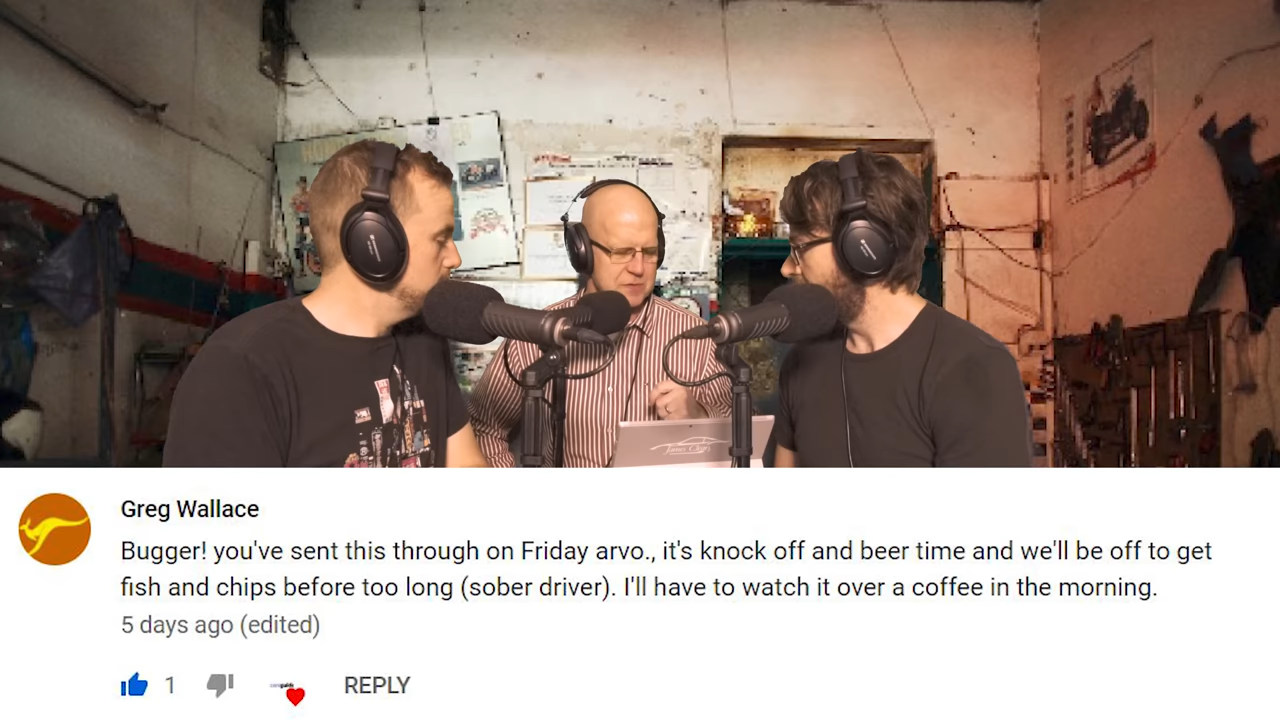 Greg Wallace
Bugger! you've sent this through on Friday arvo., it's knock off and beer time and we'll be off to get
fish and chips before too long (sober driver). I'll have to watch it over a coffee in the morning.
5 days ago (edited)
1
REPLY